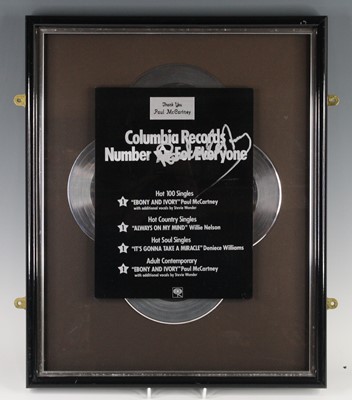 Thank You
Paul McCartney
Columbia Records
Number For Everyone
Hot 100 Singles
1 "EBONY AND IVORY" Paul McCartney
with additional vocals by Stevie Wonder
Hot Country Singles
1 "ALWAYS ON MY MIND" Willie Nelson
Hot Soul Singles
1 "IT'S GONNA TAKE A MIRACLE" Deniece Williams
Adult Contemporary
1 "EBONY AND IVORY" Paul McCartney
with additional vocals by Stevie Wonder